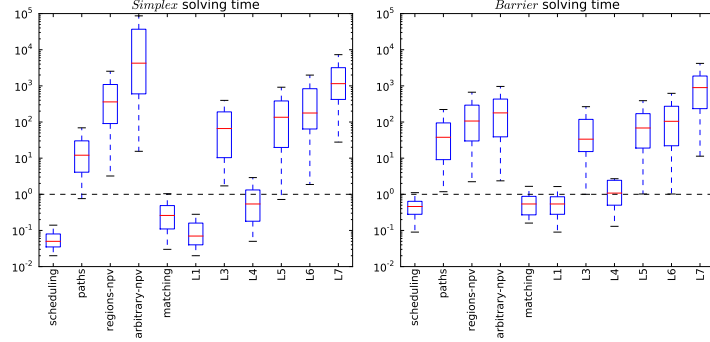 Simplex solving time
10^5
10^4
10^3
10^2
10^1
10^0
10^-1
10^-2
scheduling
paths
regions-npv
arbitrary-npv
matching
L1
L3
L4
L5
L6
L7
Barrier solving time
10^5
10^4
10^3
10^2
10^1
10^0
10^-1
10^-2
scheduling
paths
regions-npv
arbitrary-npv
matching
L1
L3
L4
L5
L6
L7